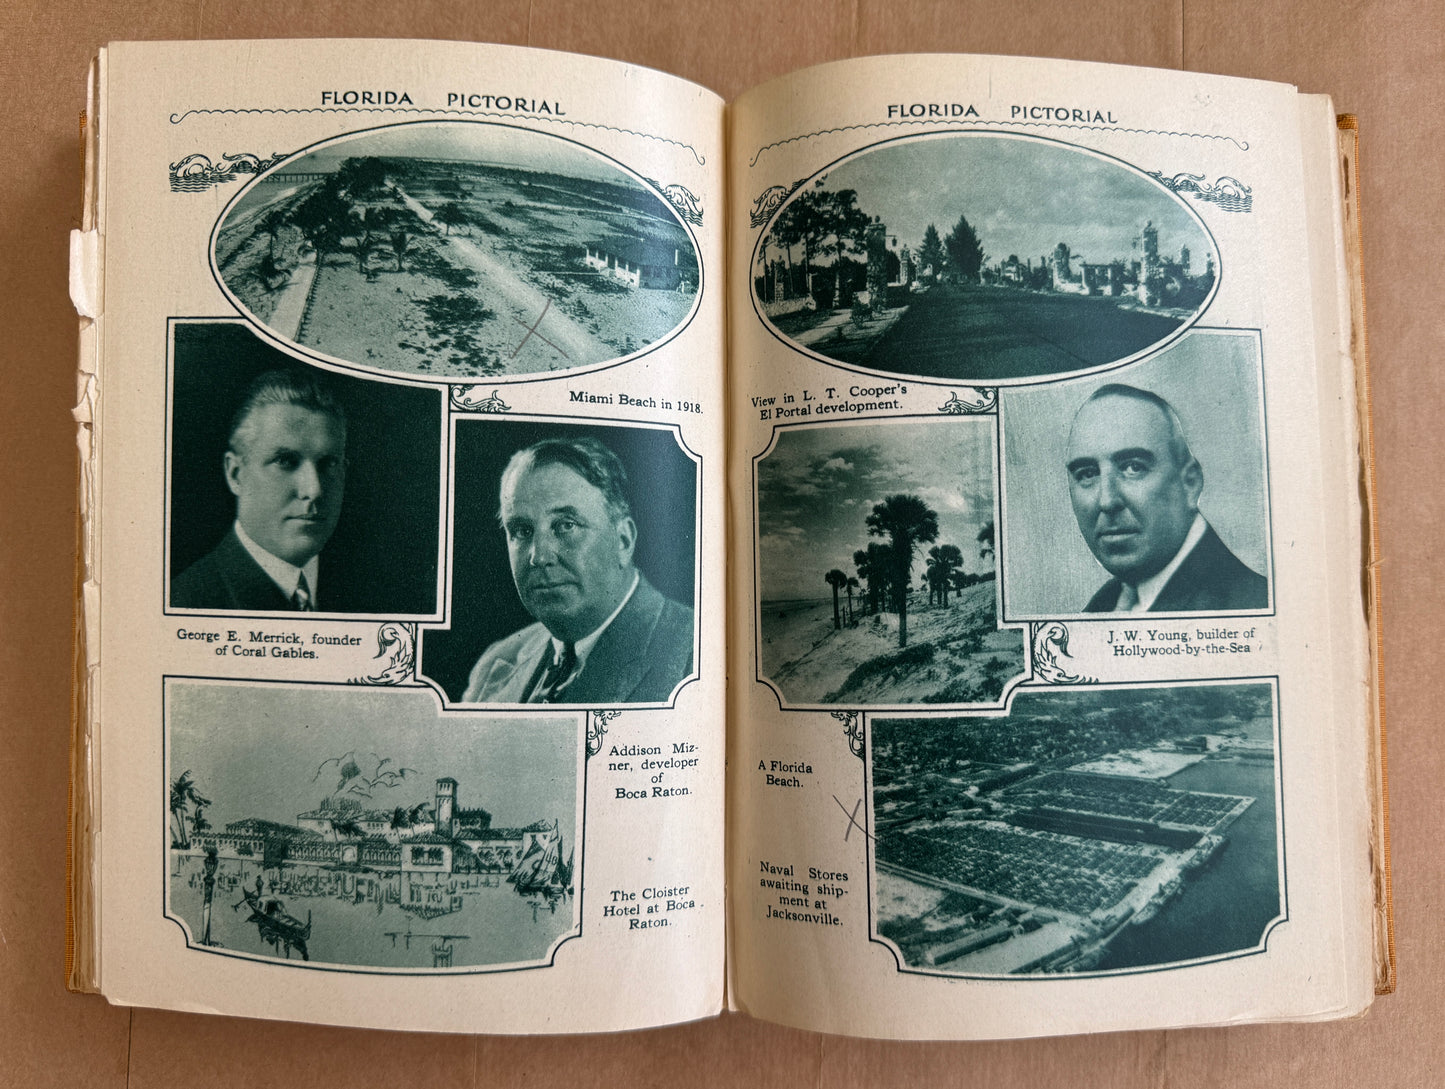 FLORIDA PICTORIAL
Miami Beach in 1918.
George E. Merrick, founder
of Coral Gables.
Addison Miz-
ner, developer
of
Boca Raton.
The Cloister
Hotel at Boca
Raton.
FLORIDA PICTORIAL
View in L. T. Cooper's
El Portal development.
J. W. Young, builder of
Hollywood-by-the-Sea
A Florida
Beach.
Naval Stores
awaiting ship-
ment at
Jacksonville.